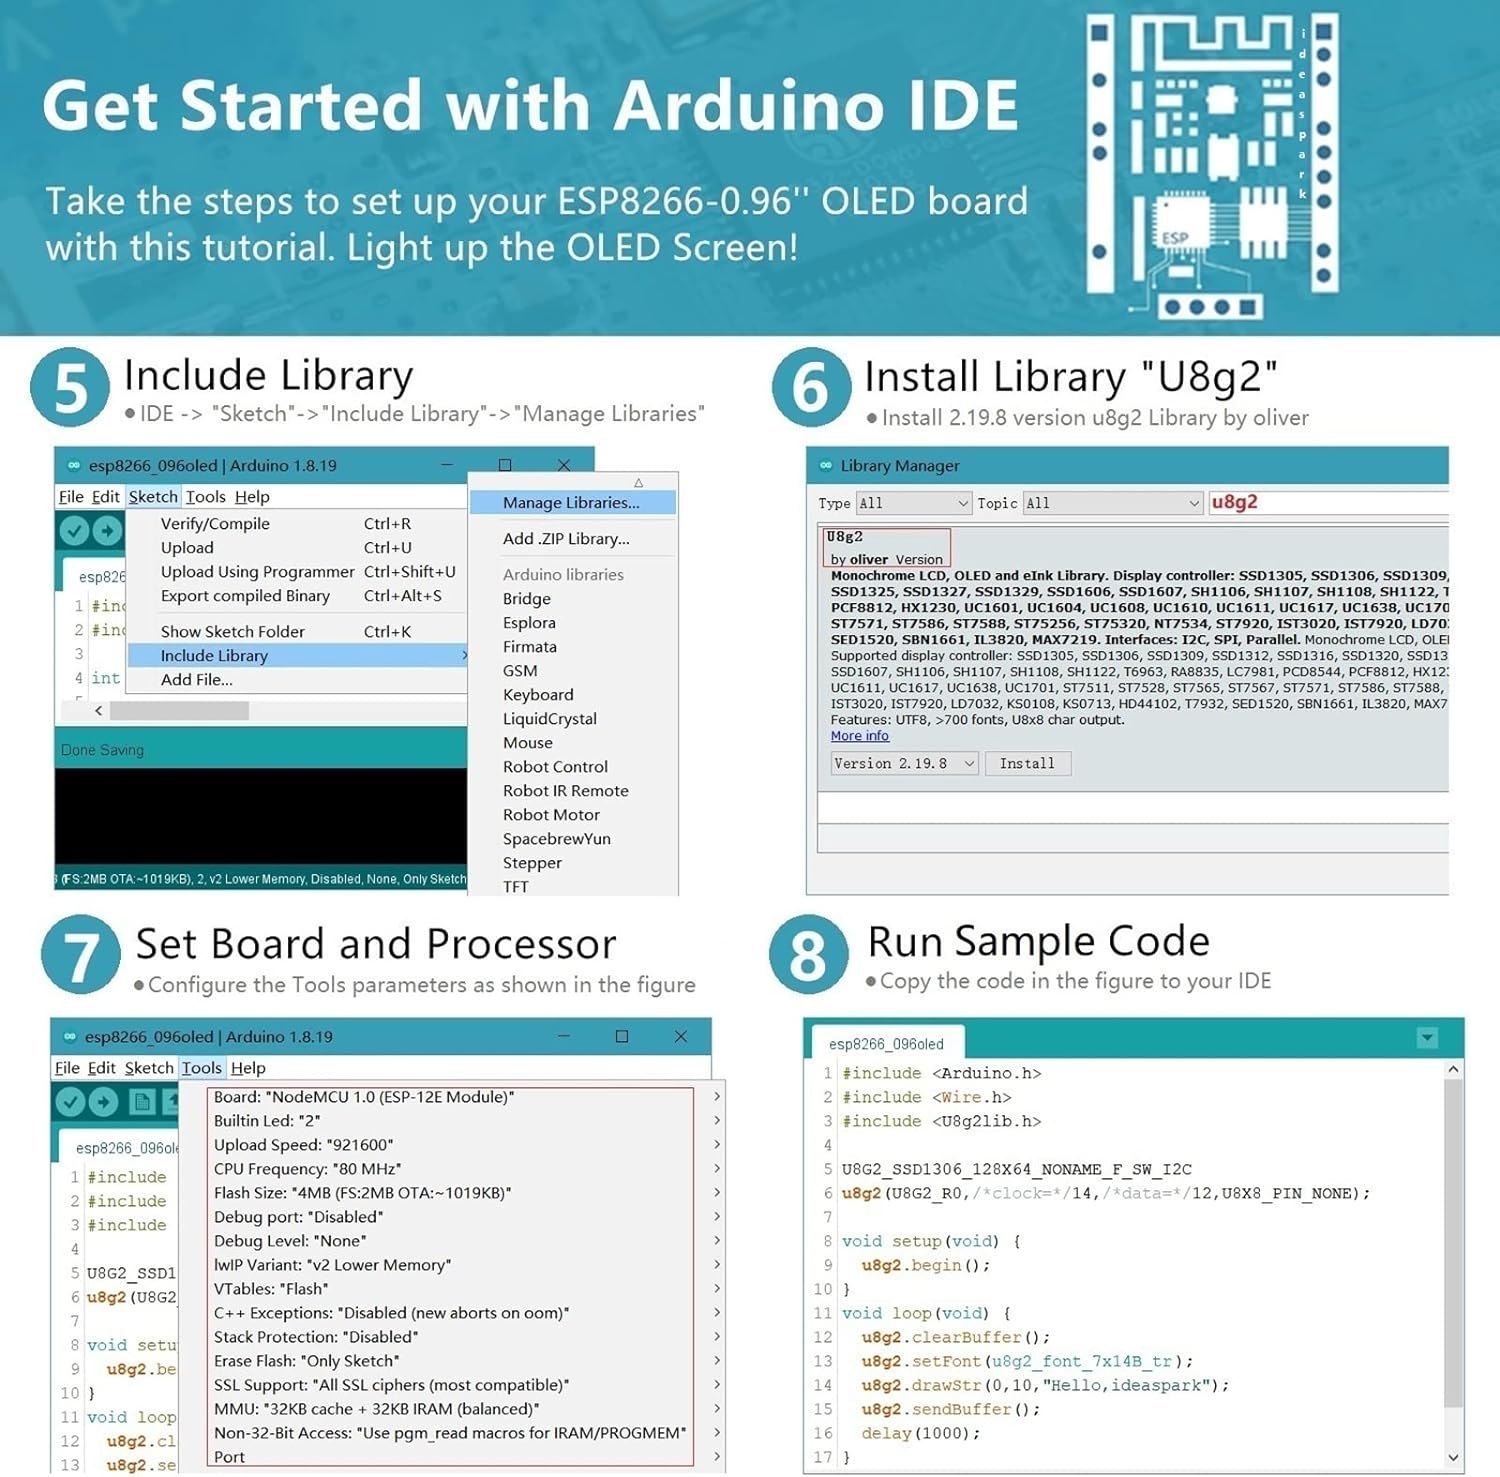 Get Started with Arduino IDE
Take the steps to set up your ESP8266-0.96'' OLED board
with this tutorial. Light up the OLED Screen!
ideaspark
ESP
5 Include Library
●IDE -> "Sketch"->"Include Library"->"Manage Libraries"
esp8266_096oled | Arduino 1.8.19
File Edit Sketch Tools Help
Verify/Compile Ctrl+R
Upload Ctrl+U
Upload Using Programmer Ctrl+Shift+U
Export compiled Binary Ctrl+Alt+S
Show Sketch Folder Ctrl+K
Include Library
Add File...
esp826
1 #inc
2 #inc
3
4 int
Done Saving
(FS:2MB OTA:~1019KB), 2, v2 Lower Memory, Disabled, None, Only Sketch
Manage Libraries...
Add .ZIP Library...
Arduino libraries
Bridge
Esplora
Firmata
GSM
Keyboard
LiquidCrystal
Mouse
Robot Control
Robot IR Remote
Robot Motor
SpacebrewYun
Stepper
TFT
6 Install Library "U8g2"
●Install 2.19.8 version u8g2 Library by oliver
Library Manager
Type All Topic All u8g2
U8g2
by oliver Version
Monochrome LCD, OLED and eInk Library. Display controller: SSD1305, SSD1306, SSD1309,
SSD1325, SSD1327, SSD1329, SSD1606, SSD1607, SH1106, SH1107, SH1108, SH1122, T
PCF8812, HX1230, UC1601, UC1604, UC1608, UC1610, UC1611, UC1617, UC1638, UC170
ST7571, ST7586, ST7588, ST75256, ST75320, NT7534, ST7920, IST3020, IST7920, LD70
SED1520, SBN1661, IL3820, MAX7219. Interfaces: I2C, SPI, Parallel. Monochrome LCD, OLE
Supported display controller: SSD1305, SSD1306, SSD1309, SSD1312, SSD1316, SSD1320, SSD13
SSD1607, SH1106, SH1107, SH1108, SH1122, T6963, RA8835, LC7981, PCD8544, PCF8812, HX12
UC1611, UC1617, UC1638, UC1701, ST7511, ST7528, ST7565, ST7567, ST7571, ST7586, ST7588,
IST3020, IST7920, LD7032, KS0108, KS0713, HD44102, T7932, SED1520, SBN1661, IL3820, MAX7
Features: UTF8, >700 fonts, U8x8 char output.
More info
Version 2.19.8 Install
7 Set Board and Processor
●Configure the Tools parameters as shown in the figure
esp8266_096oled | Arduino 1.8.19
File Edit Sketch Tools Help
esp8266_096ole
1 #include
2 #include
3 #include
4
5 U8G2_SSD1
6 u8g2(U8G2
7
8 void setu
9 u8g2.be
10 }
11 void loop
12 u8g2.cl
13 u8g2.se
Board: "NodeMCU 1.0 (ESP-12E Module)"
Builtin Led: "2"
Upload Speed: "921600"
CPU Frequency: "80 MHz"
Flash Size: "4MB (FS:2MB OTA:~1019KB)"
Debug port: "Disabled"
Debug Level: "None"
lwIP Variant: "v2 Lower Memory"
VTables: "Flash"
C++ Exceptions: "Disabled (new aborts on oom)"
Stack Protection: "Disabled"
Erase Flash: "Only Sketch"
SSL Support: "All SSL ciphers (most compatible)"
MMU: "32KB cache + 32KB IRAM (balanced)"
Non-32-Bit Access: "Use pgm_read macros for IRAM/PROGMEM"
Port
8 Run Sample Code
●Copy the code in the figure to your IDE
esp8266_096oled
1 #include <Arduino.h>
2 #include <Wire.h>
3 #include <U8g2lib.h>
4
5 U8G2_SSD1306_128X64_NONAME_F_SW_I2C
6 u8g2(U8G2_R0,/*clock=*/14,/*data=*/12,U8X8_PIN_NONE);
7
8 void setup(void) {
9 u8g2.begin();
10 }
11 void loop(void) {
12 u8g2.clearBuffer();
13 u8g2.setFont(u8g2_font_7x14B_tr);
14 u8g2.drawStr(0,10,"Hello,ideaspark");
15 u8g2.sendBuffer();
16 delay(1000);
17 }